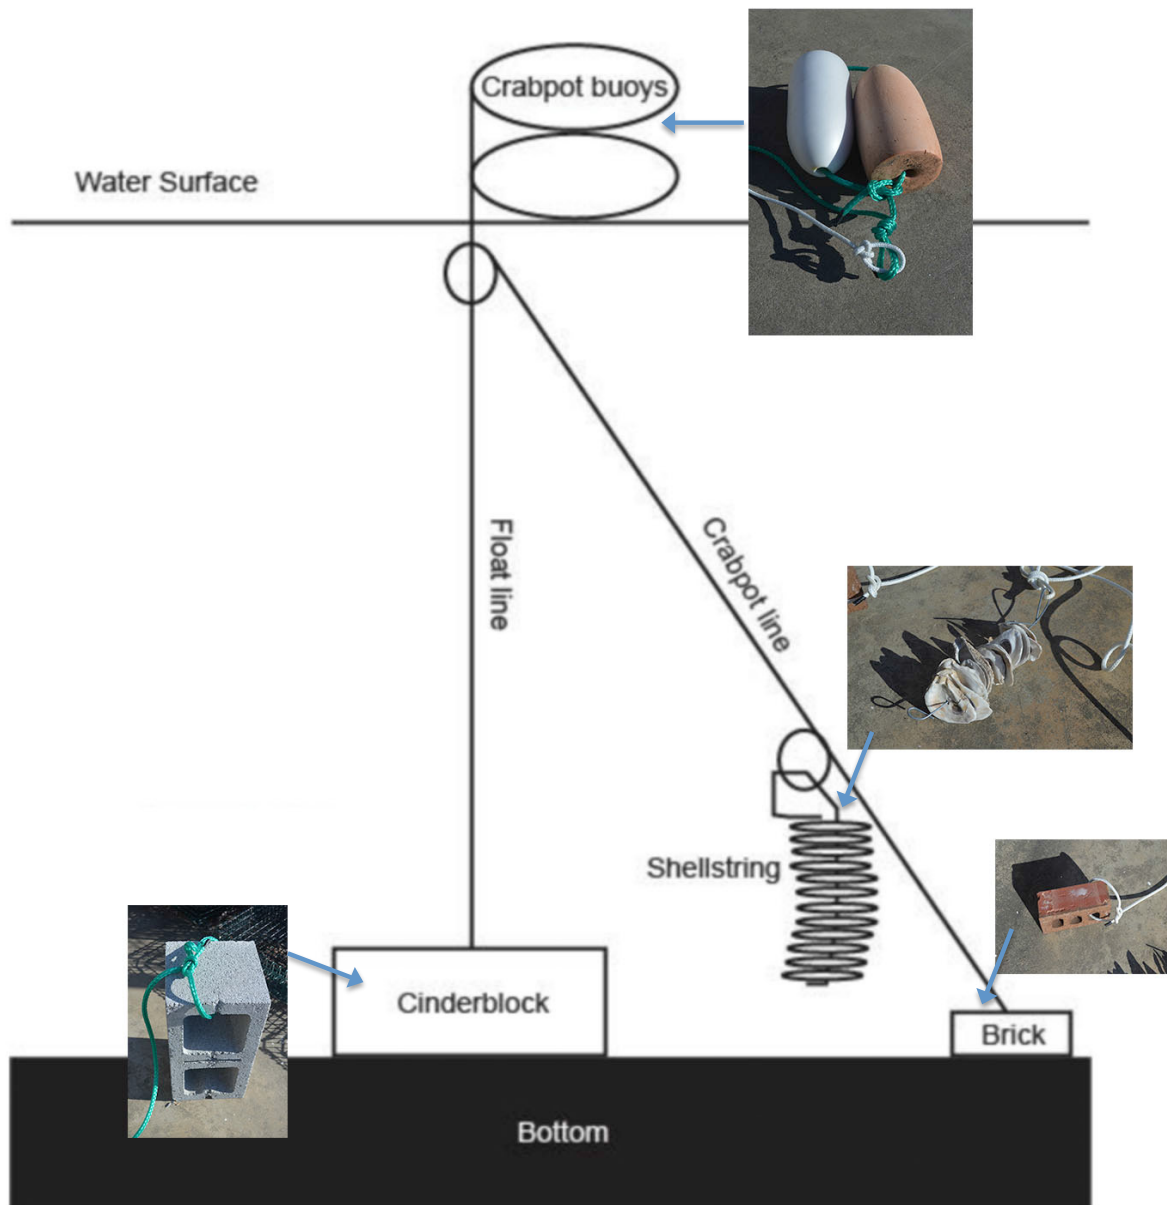 Crabpot buoys
Water Surface
Float line
Crabpot line
Shellstring
Cinderblock
Brick
Bottom